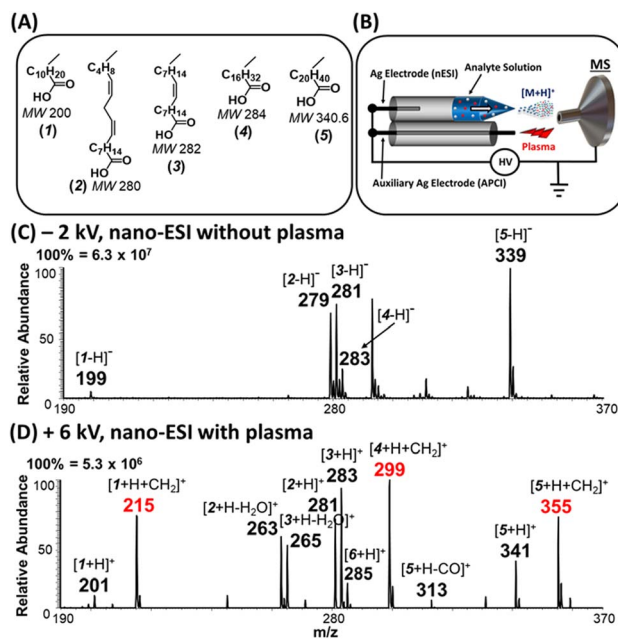 (A)
C₁₀H₂₀
O
HO
MW 200
(1)
C₄H₈
C₇H₁₄
O
HO
(2) MW 280
C₇H₁₄
C₇H₁₄
O
HO
MW 282
(3)
C₁₆H₃₂
O
HO
MW 284
(4)
C₂₀H₄₀
O
HO
MW 340.6
(5)
(B)
MS
Ag Electrode (nESI)
Analyte Solution
[M+H]⁺
Plasma
HV
Auxiliary Ag Electrode (APCI)
(C) – 2 kV, nano-ESI without plasma
100% = 6.3 x 10⁷
Relative Abundance
100
50
0
[1-H]⁻
199
[2-H]⁻
279
[3-H]⁻
281
[4-H]⁻
283
[5-H]⁻
339
190
280
370
(D) + 6 kV, nano-ESI with plasma
100% = 5.3 x 10⁶
Relative Abundance
100
50
0
[1+H]⁺
201
[1+H+CH₂]⁺
215
[2+H-H₂O]⁺
263
[3+H-H₂O]⁺
265
[2+H]⁺
281
[3+H]⁺
283
[6+H]⁺
285
[4+H+CH₂]⁺
299
[5+H-CO]⁺
313
[5+H]⁺
341
[5+H+CH₂]⁺
355
190
280
370
m/z